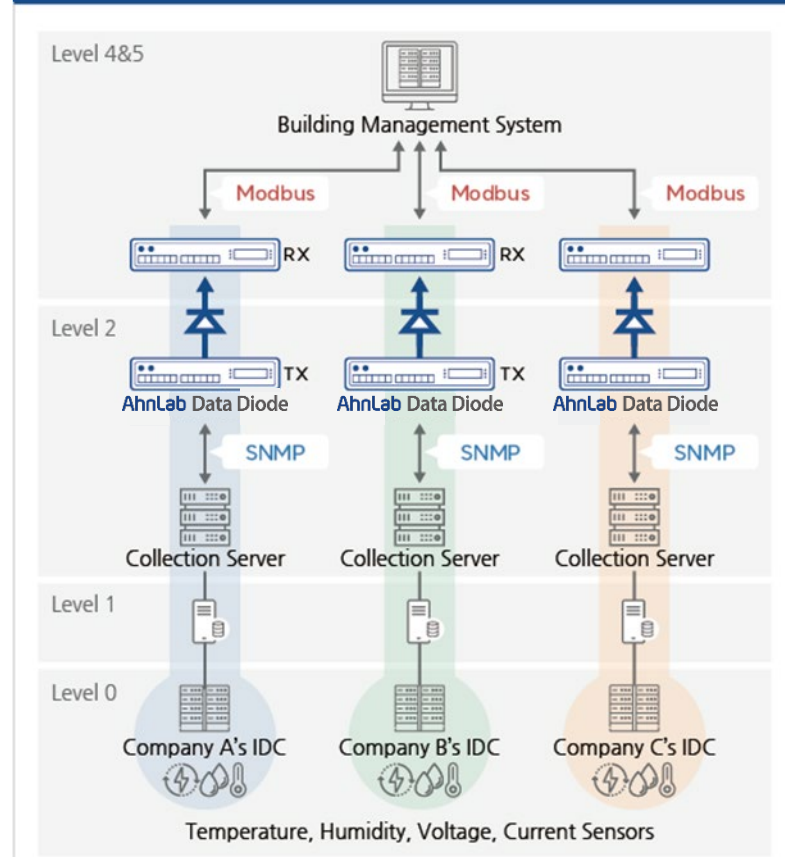 Level 4&5
Building Management System
Modbus Modbus Modbus
RX RX
Level 2
TX TX
AhnLab Data Diode AhnLab Data Diode AhnLab Data Diode
SNMP SNMP SNMP
Collection Server Collection Server Collection Server
Level 1
Level 0
Company A's IDC Company B's IDC Company C's IDC
Temperature, Humidity, Voltage, Current Sensors